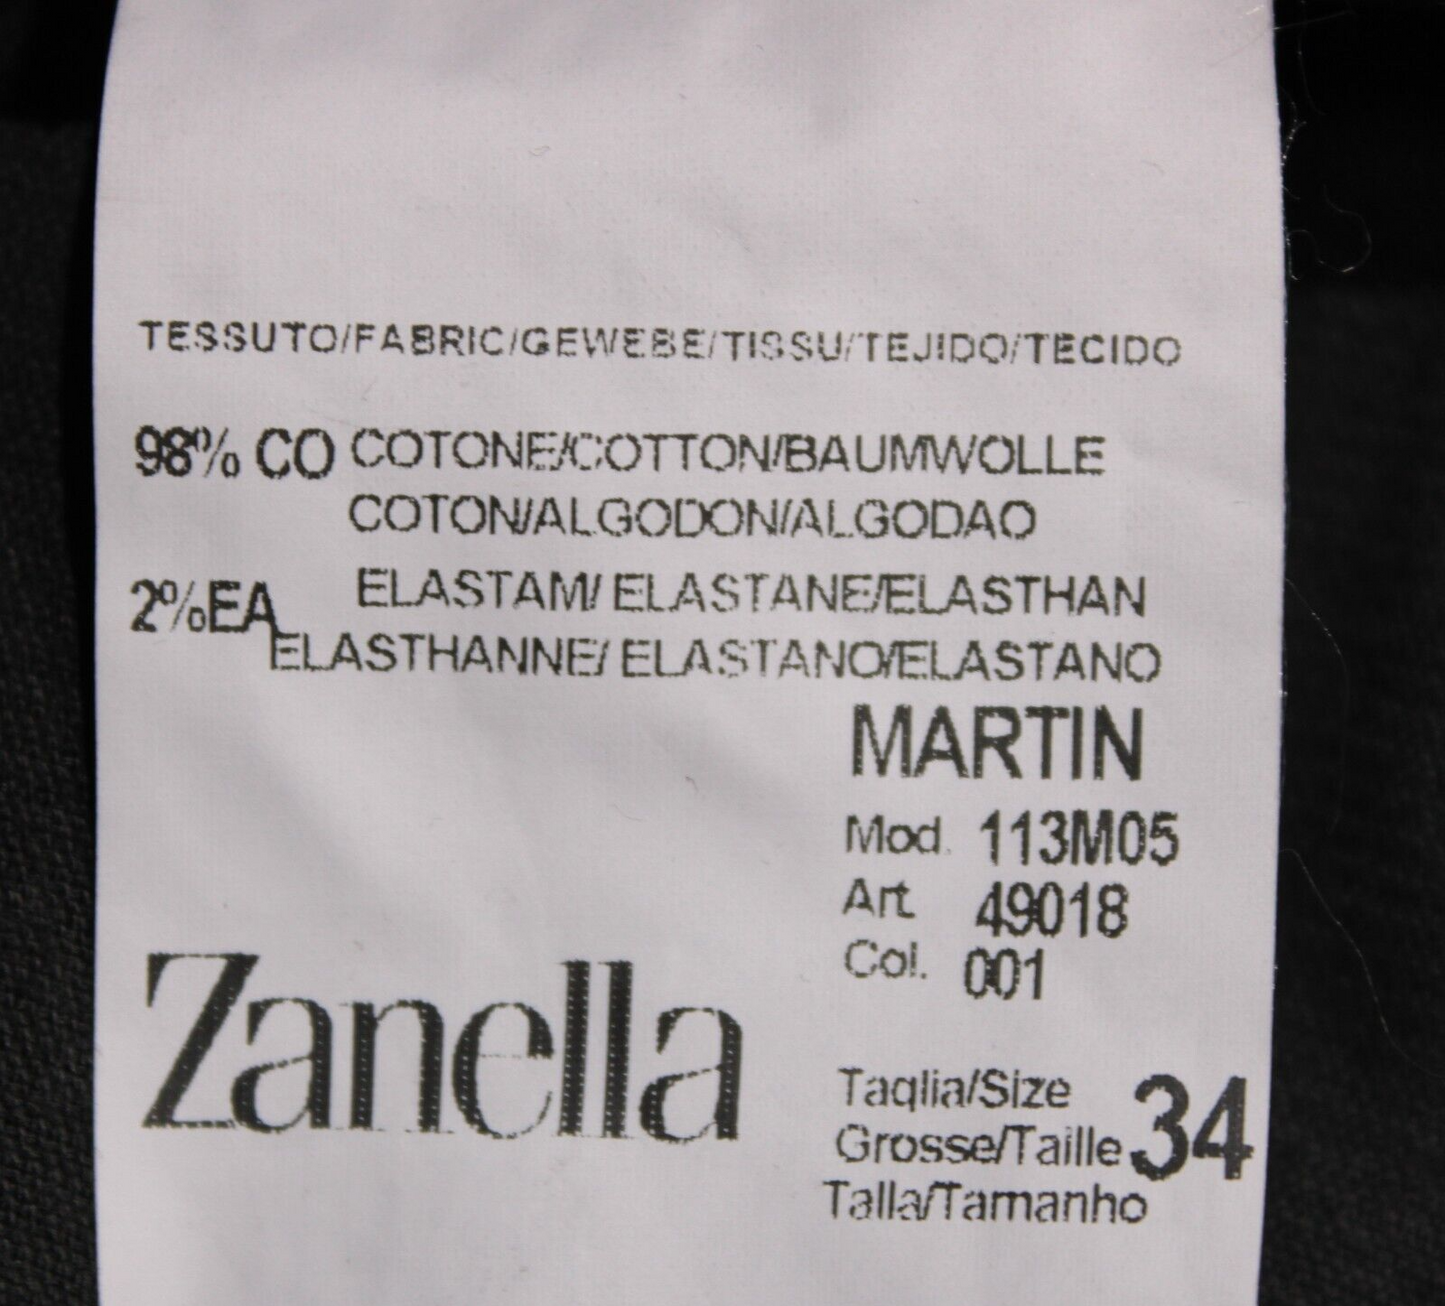 TESSUTO/FABRIC/GEWEBE/TISSU/TEJIDO/TECIDO
98% CO COTONE/COTTON/BAUMWOLLE
COTON/ALGODON/ALGODAO
2%EA ELASTAM/ ELASTANE/ELASTHAN
ELASTHANNE/ ELASTANO/ELASTANO
MARTIN
Mod. 113M05
Art. 49018
Col. 001
Zanella
Taglia/Size
Grosse/Taille 34
Talla/Tamanho